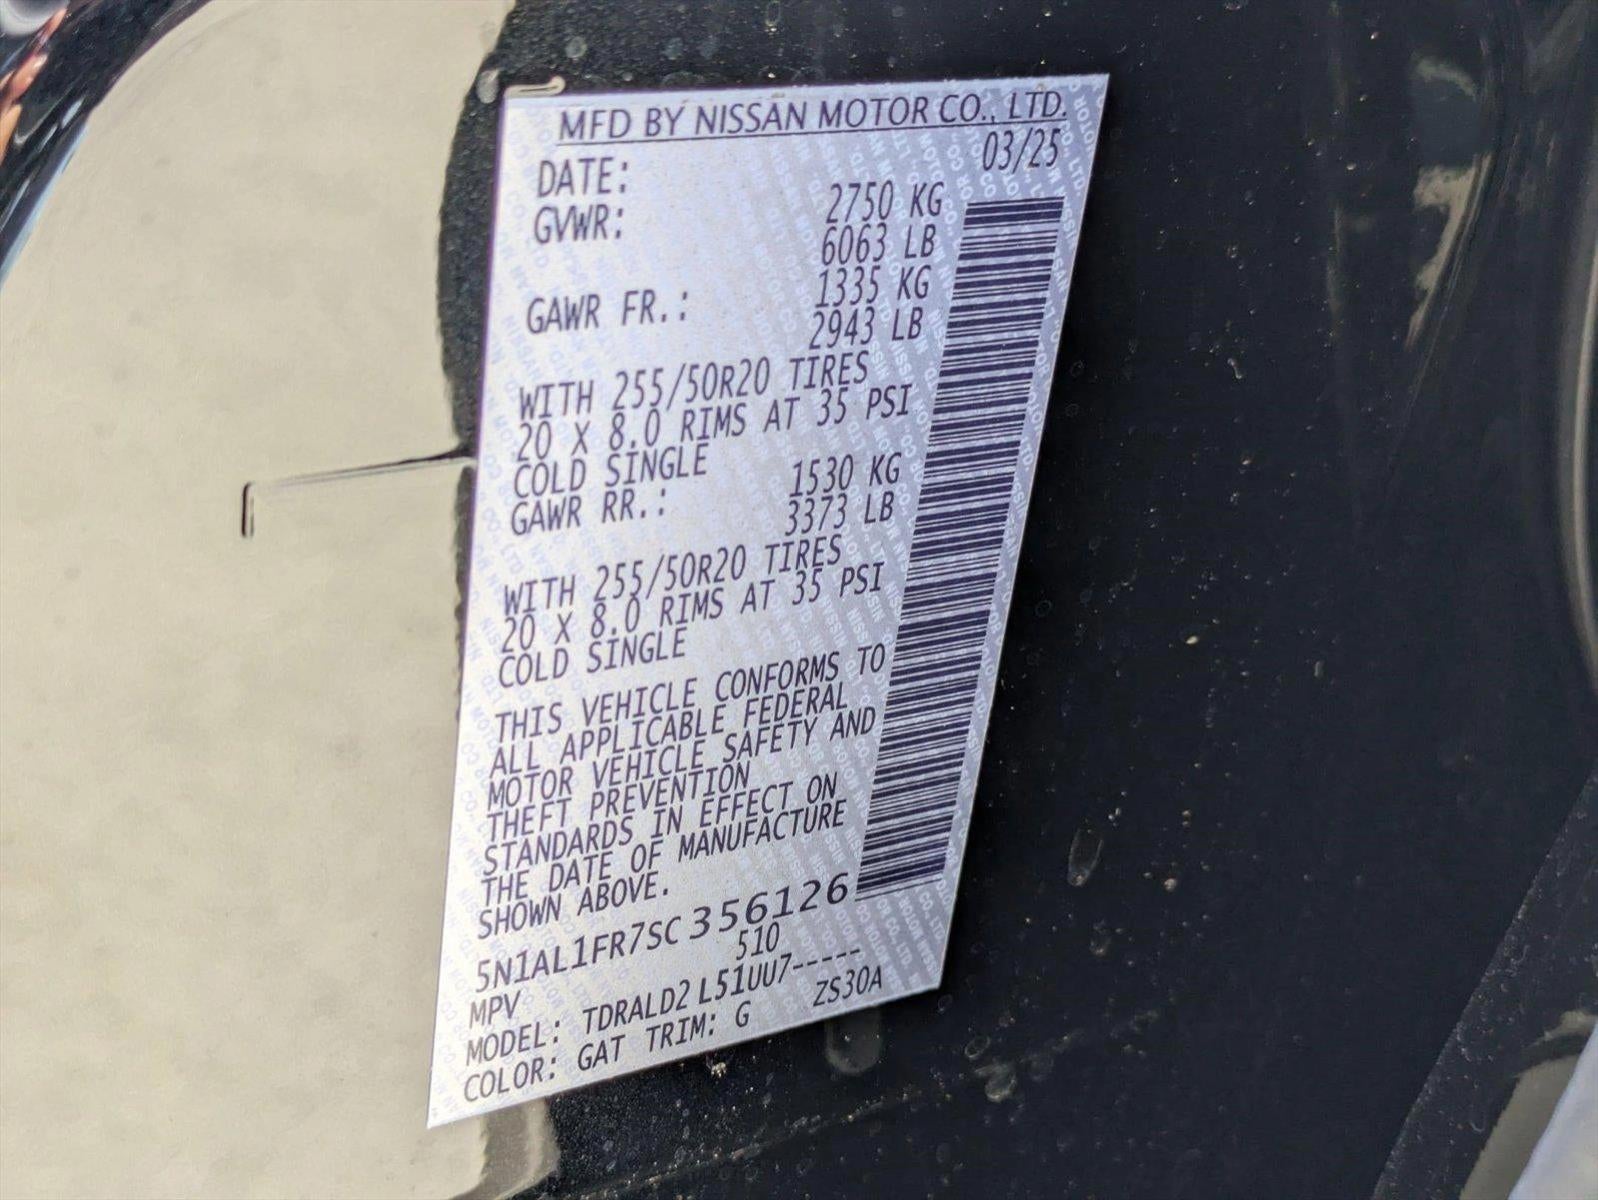 MFD BY NISSAN MOTOR CO., LTD.
DATE: 03/25
GVWR: 2750 KG
6063 LB
GAWR FR.: 1335 KG
2943 LB
WITH 255/50R20 TIRES
20 X 8.0 RIMS AT 35 PSI
COLD SINGLE
GAWR RR.: 1530 KG
3373 LB
WITH 255/50R20 TIRES
20 X 8.0 RIMS AT 35 PSI
COLD SINGLE
THIS VEHICLE CONFORMS TO
ALL APPLICABLE FEDERAL
MOTOR VEHICLE SAFETY AND
THEFT PREVENTION
STANDARDS IN EFFECT ON
THE DATE OF MANUFACTURE
SHOWN ABOVE.
5N1AL1FR7SC 356126
MPV 510
MODEL: TDRALD2 L51UU7-----
COLOR: GAT TRIM: G ZS30A